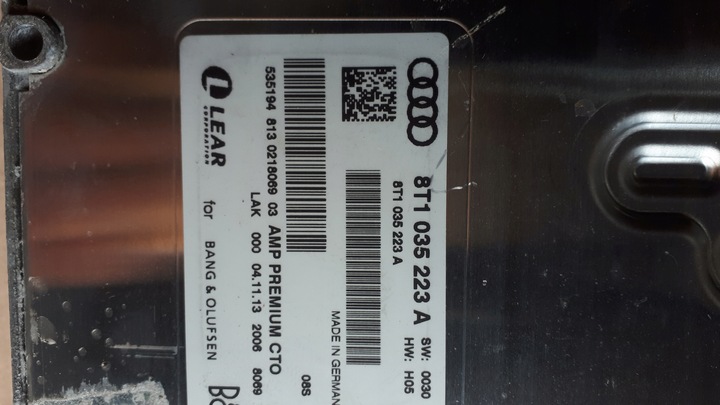 8T1 035 223 A SW: 0030
8T1 035 223 A HW: H05
MADE IN GERMANY
08S
535194 813 0218069 03 AMP PREMIUM CTO
LAK 000 04.11.13 2006 8069
LEAR for BANG & OLUFSEN
CORPORATION